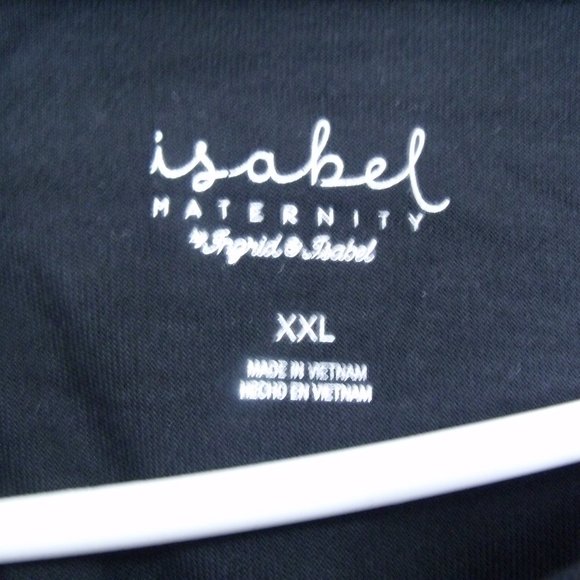 isabel
MATERNITY
by Ingrid & Isabel
XXL
MADE IN VIETNAM
HECHO EN VIETNAM